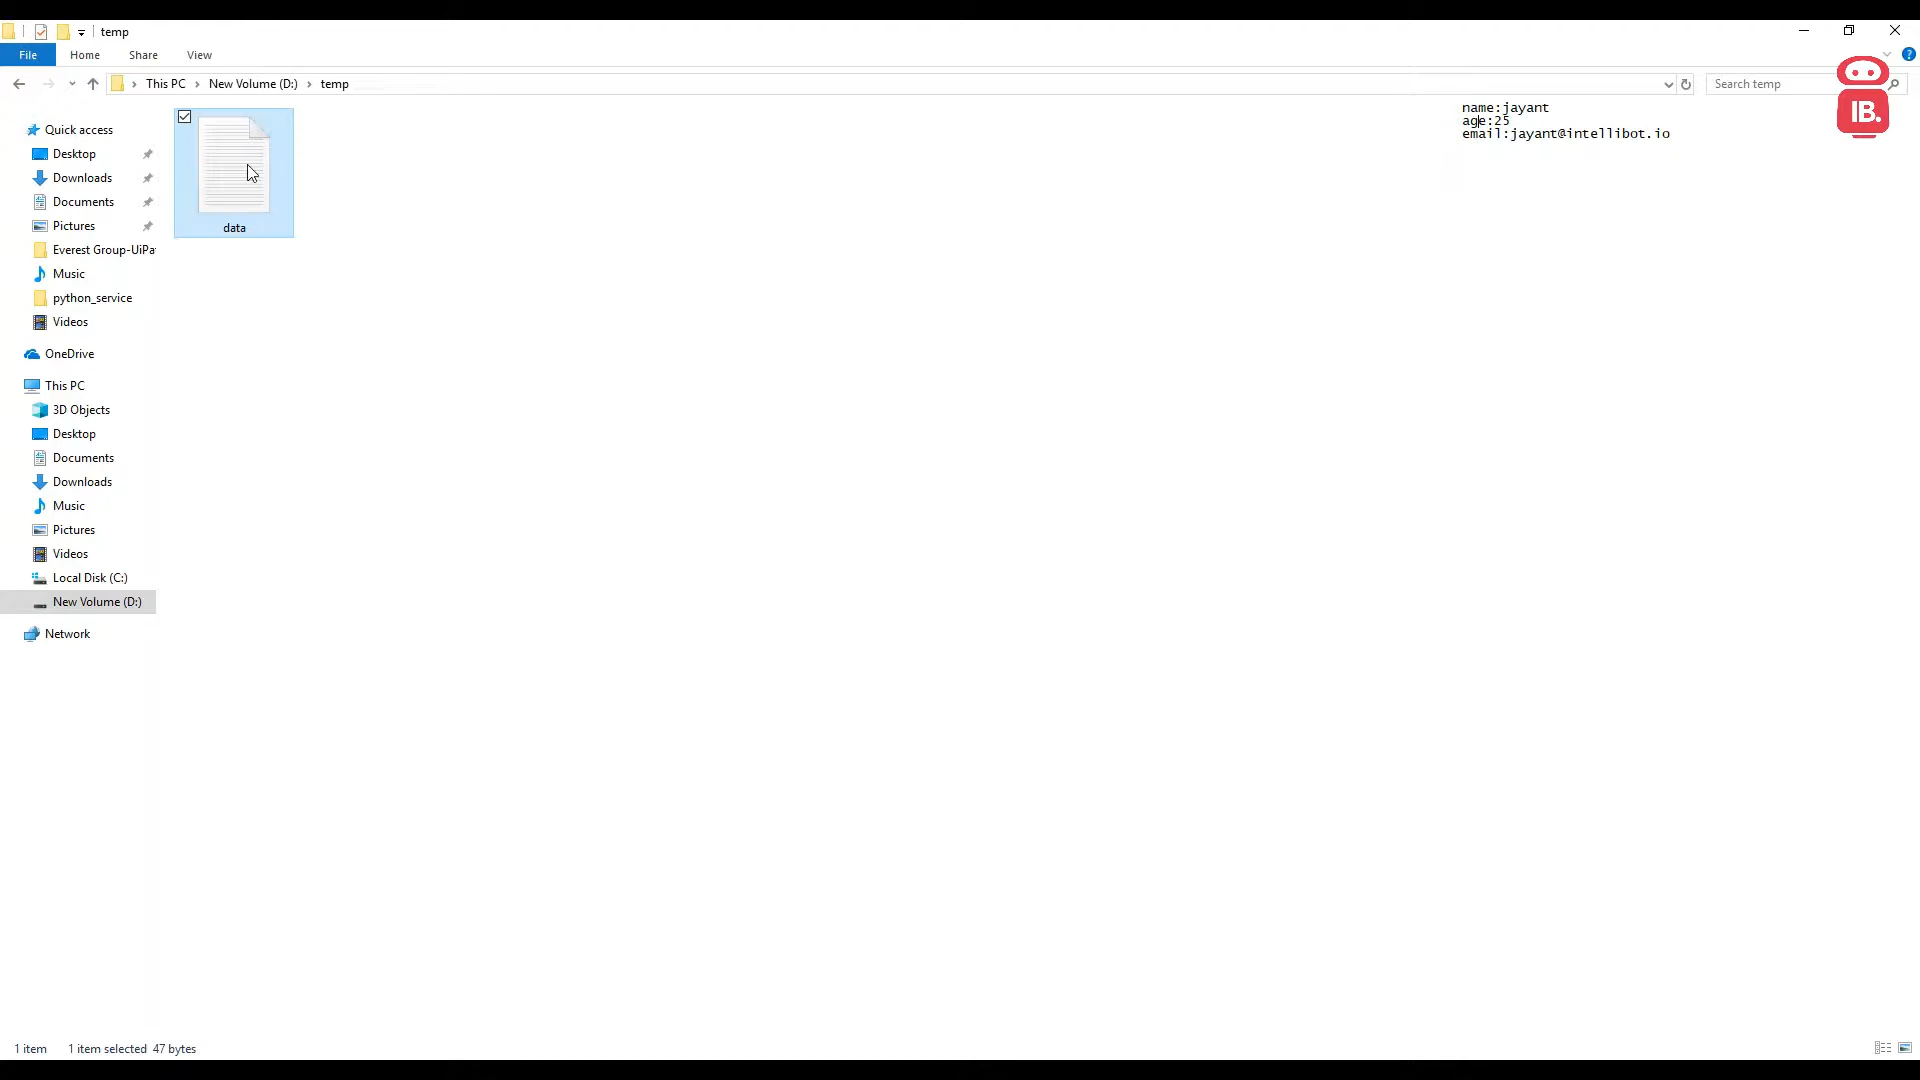 temp
File Home Share View
This PC New Volume (D:) temp
Search temp
name:jayant
age:25
email:jayant@intellibot.io
IB.
data
Quick access
Desktop
Downloads
Documents
Pictures
Everest Group-UiPa
Music
python_service
Videos
OneDrive
This PC
3D Objects
Desktop
Documents
Downloads
Music
Pictures
Videos
Local Disk (C:)
New Volume (D:)
Network
1 item 1 item selected 47 bytes